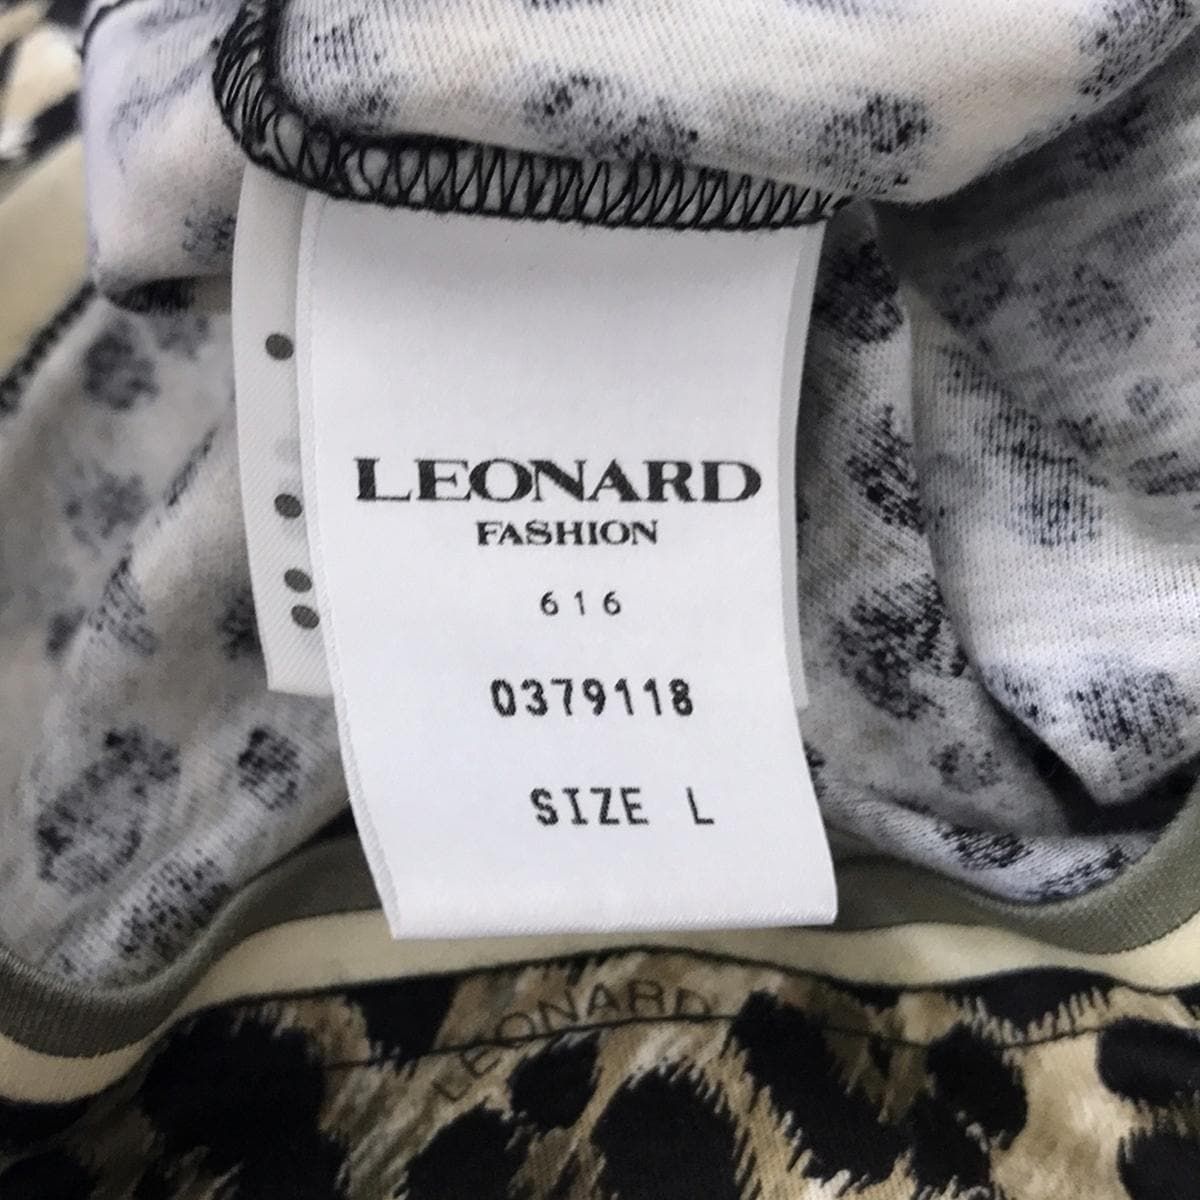 LEONARD
FASHION
616
0379118
SIZE L
LEONARD